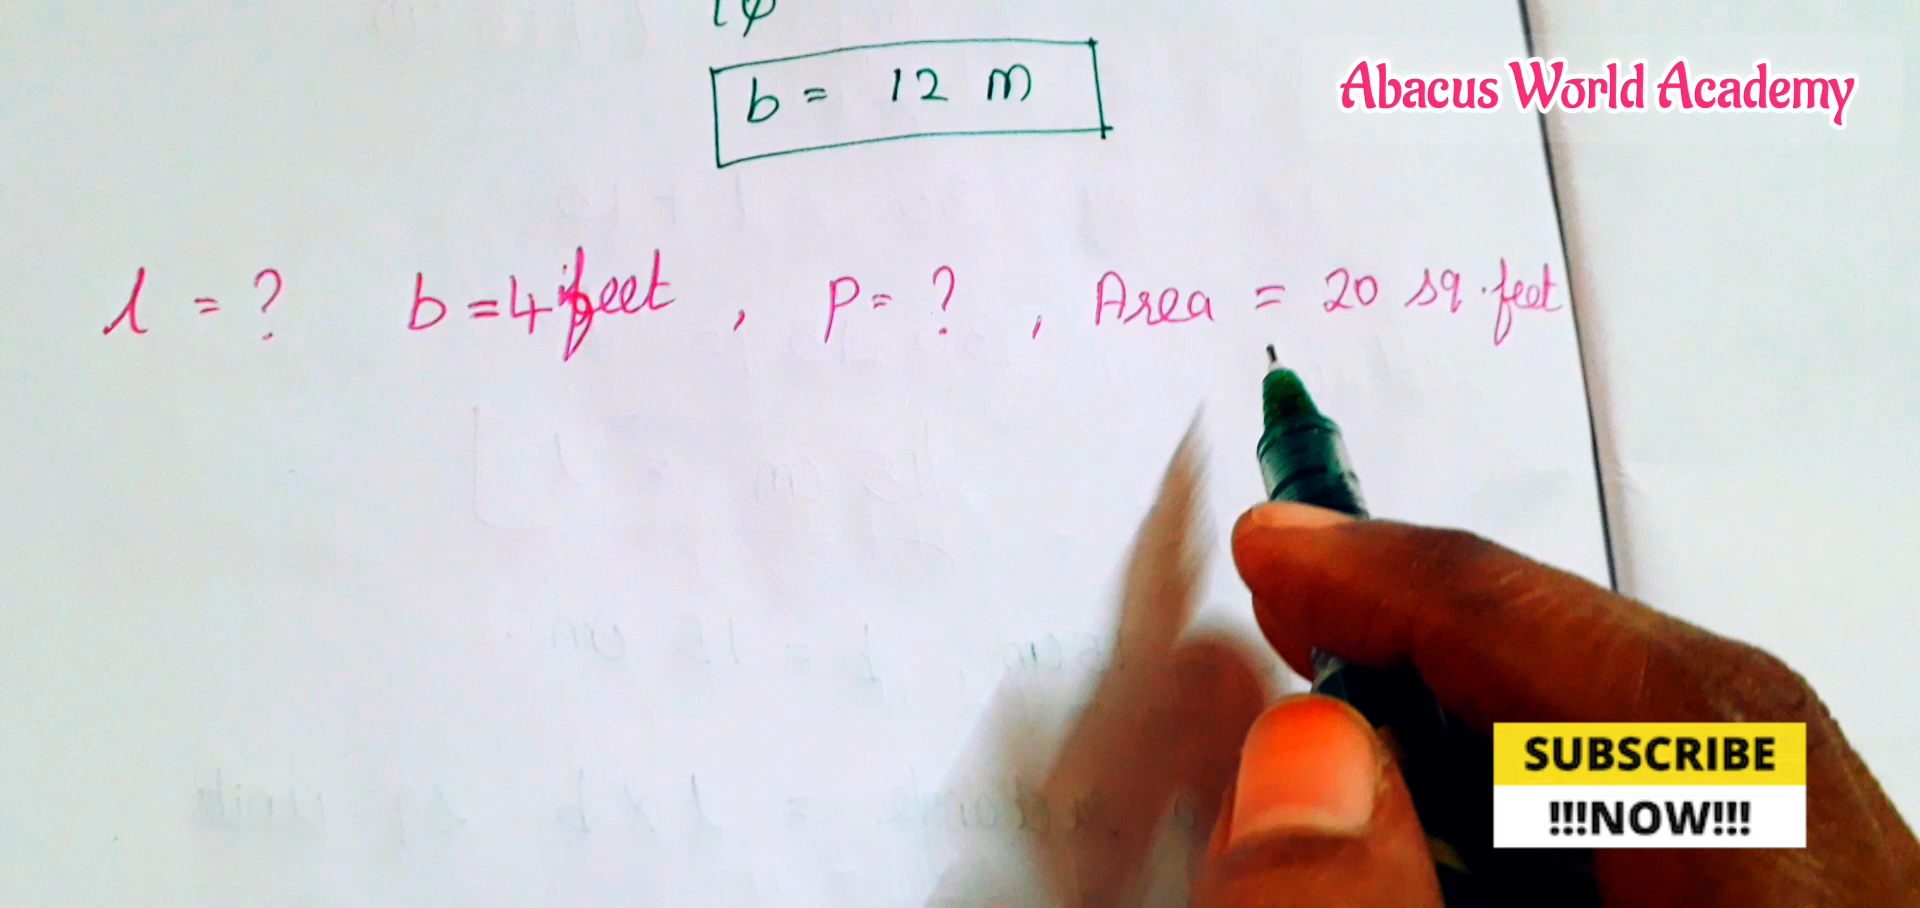 b = 12 m
Abacus World Academy
l = ? b = 4 feet , p = ? , Area = 20 sq. feet
SUBSCRIBE
!!!NOW!!!